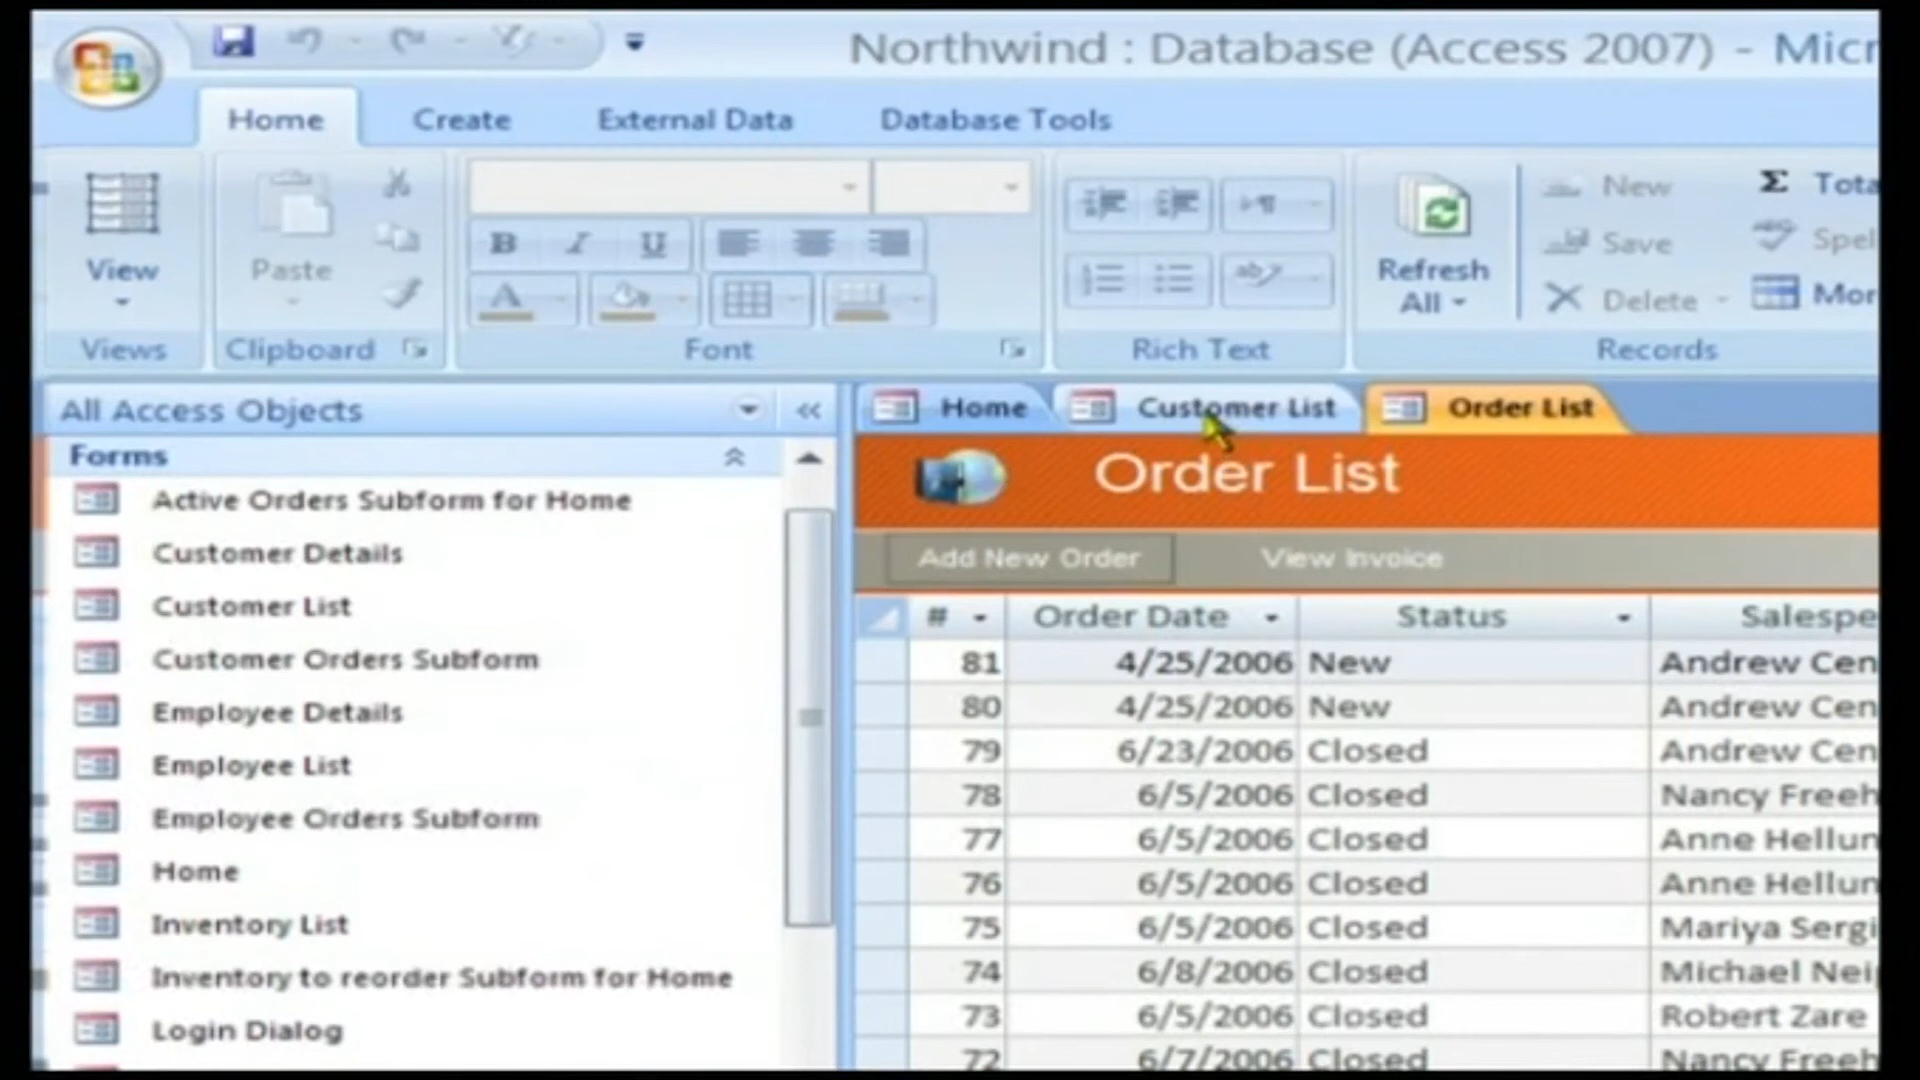 Northwind : Database (Access 2007) -
Home Create External Data Database Tools
View
Paste
B I U
A
Refresh
All
New
Save
Delete
Σ
Views Clipboard Font Rich Text Records
All Access Objects
«
Forms
Active Orders Subform for Home
Customer Details
Customer List
Customer Orders Subform
Employee Details
Employee List
Employee Orders Subform
Home
Inventory List
Inventory to reorder Subform for Home
Login Dialog
Home Customer List Order List
Order List
Add New Order View Invoice
# Order Date Status
81 4/25/2006 New Andrew Cen
80 4/25/2006 New Andrew Cen
79 6/23/2006 Closed Andrew Cen
78 6/5/2006 Closed Nancy Freeh
77 6/5/2006 Closed Anne Hellun
76 6/5/2006 Closed Anne Hellun
75 6/5/2006 Closed Mariya Sergi
74 6/8/2006 Closed Michael Nei
73 6/5/2006 Closed Robert Zare
72 6/7/2006 Closed Nancy Freeh